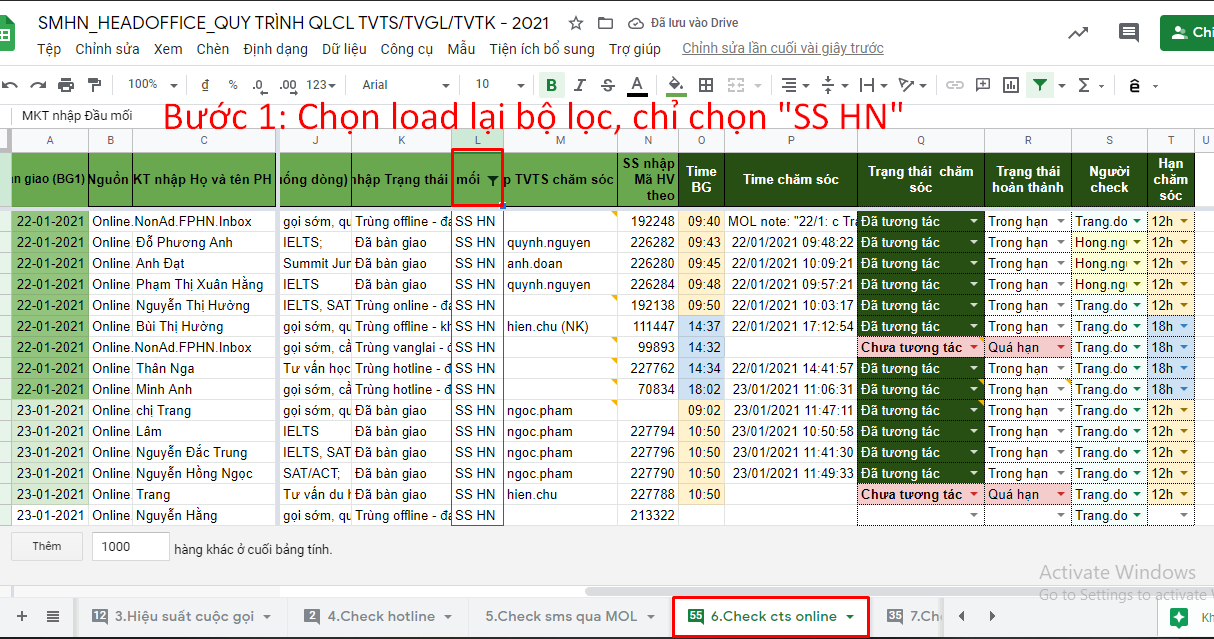 SMHN_HEADOFFICE_QUY TRÌNH QLCL TVTS/TVGL/TVTK - 2021 Đã lưu vào Drive
Tệp Chỉnh sửa Xem Chèn Định dạng Dữ liệu Công cụ Mẫu Tiện ích bổ sung Trợ giúp Chỉnh sửa lần cuối vài giây trước
Chi
100% đ % .0 .00 123 Arial 10 B I S A Σ ê
MKT nhập Đầu mối
Bước 1: Chọn load lại bộ lọc, chỉ chọn "SS HN"
A B C J K L M N O P Q R S T U
àn giao (BG1) Nguồn KT nhập Họ và tên PH uống dòng) nhập Trạng thái mối p TVTS chăm sóc SS nhập Mã HV theo Time BG Time chăm sóc Trạng thái chăm sóc Trạng thái hoàn thành Người check Hạn chăm sóc
22-01-2021 Online.NonAd.FPHN.Inbox gọi sớm, qu Trùng offline - đa SS HN 192248 09:40 MOL note: "22/1: c Tra Đã tương tác Trong hạn Trang.do 12h
22-01-2021 Online Đỗ Phương Anh IELTS; Đã bàn giao SS HN quynh.nguyen 226282 09:43 22/01/2021 09:48:22 Đã tương tác Trong hạn Hong.ngu 12h
22-01-2021 Online Anh Đạt Summit Jun Đã bàn giao SS HN anh.doan 226280 09:45 22/01/2021 10:09:21 Đã tương tác Trong hạn Hong.ngu 12h
22-01-2021 Online Phạm Thị Xuân Hằng IELTS Đã bàn giao SS HN quynh.nguyen 226284 09:48 22/01/2021 09:57:21 Đã tương tác Trong hạn Hong.ngu 12h
22-01-2021 Online Nguyễn Thị Hường IELTS, SAT Trùng online - đa SS HN 192138 09:50 22/01/2021 10:03:17 Đã tương tác Trong hạn Trang.do 12h
22-01-2021 Online Bùi Thị Hường gọi sớm, qu Trùng offline - kh SS HN hien.chu (NK) 111447 14:37 22/01/2021 17:12:54 Đã tương tác Trong hạn Trang.do 18h
22-01-2021 Online.NonAd.FPHN.Inbox gọi sớm, cầ Trùng vanglai - đ SS HN 99893 14:32 Chưa tương tác Quá hạn Trang.do 18h
22-01-2021 Online Thân Nga Tư vấn học Trùng hotline - đ SS HN 227762 14:34 22/01/2021 14:41:57 Đã tương tác Trong hạn Trang.do 18h
22-01-2021 Online Minh Anh gọi sớm, cầ Trùng hotline - đ SS HN 70834 18:02 23/01/2021 11:06:31 Đã tương tác Trong hạn Trang.do 18h
23-01-2021 Online chị Trang gọi sớm, qu Đã bàn giao SS HN ngoc.pham 09:02 23/01/2021 11:47:11 Đã tương tác Trong hạn Trang.do 12h
23-01-2021 Online Lâm IELTS Đã bàn giao SS HN ngoc.pham 227794 10:50 23/01/2021 10:50:58 Đã tương tác Trong hạn Trang.do 12h
23-01-2021 Online Nguyễn Đắc Trung IELTS Đã bàn giao SS HN ngoc.pham 227796 10:50 23/01/2021 11:41:30 Đã tương tác Trong hạn Trang.do 12h
23-01-2021 Online Nguyễn Hồng Ngọc SAT/ACT; Đã bàn giao SS HN ngoc.pham 227790 10:50 23/01/2021 11:49:33 Đã tương tác Trong hạn Trang.do 12h
23-01-2021 Online Trang Tư vấn du h Đã bàn giao SS HN hien.chu 227788 10:50 Chưa tương tác Quá hạn Trang.do 12h
23-01-2021 Online Nguyễn Hằng gọi sớm, qu Trùng offline - đa SS HN 213322 Trang.do
Thêm 1000 hàng khác ở cuối bảng tính.
Activate Windows
Go to Settings to activate
12 3.Hiệu suất cuộc gọi 2 4.Check hotline 5.Check sms qua MOL 55 6.Check cts online 35 7.Ch Kh